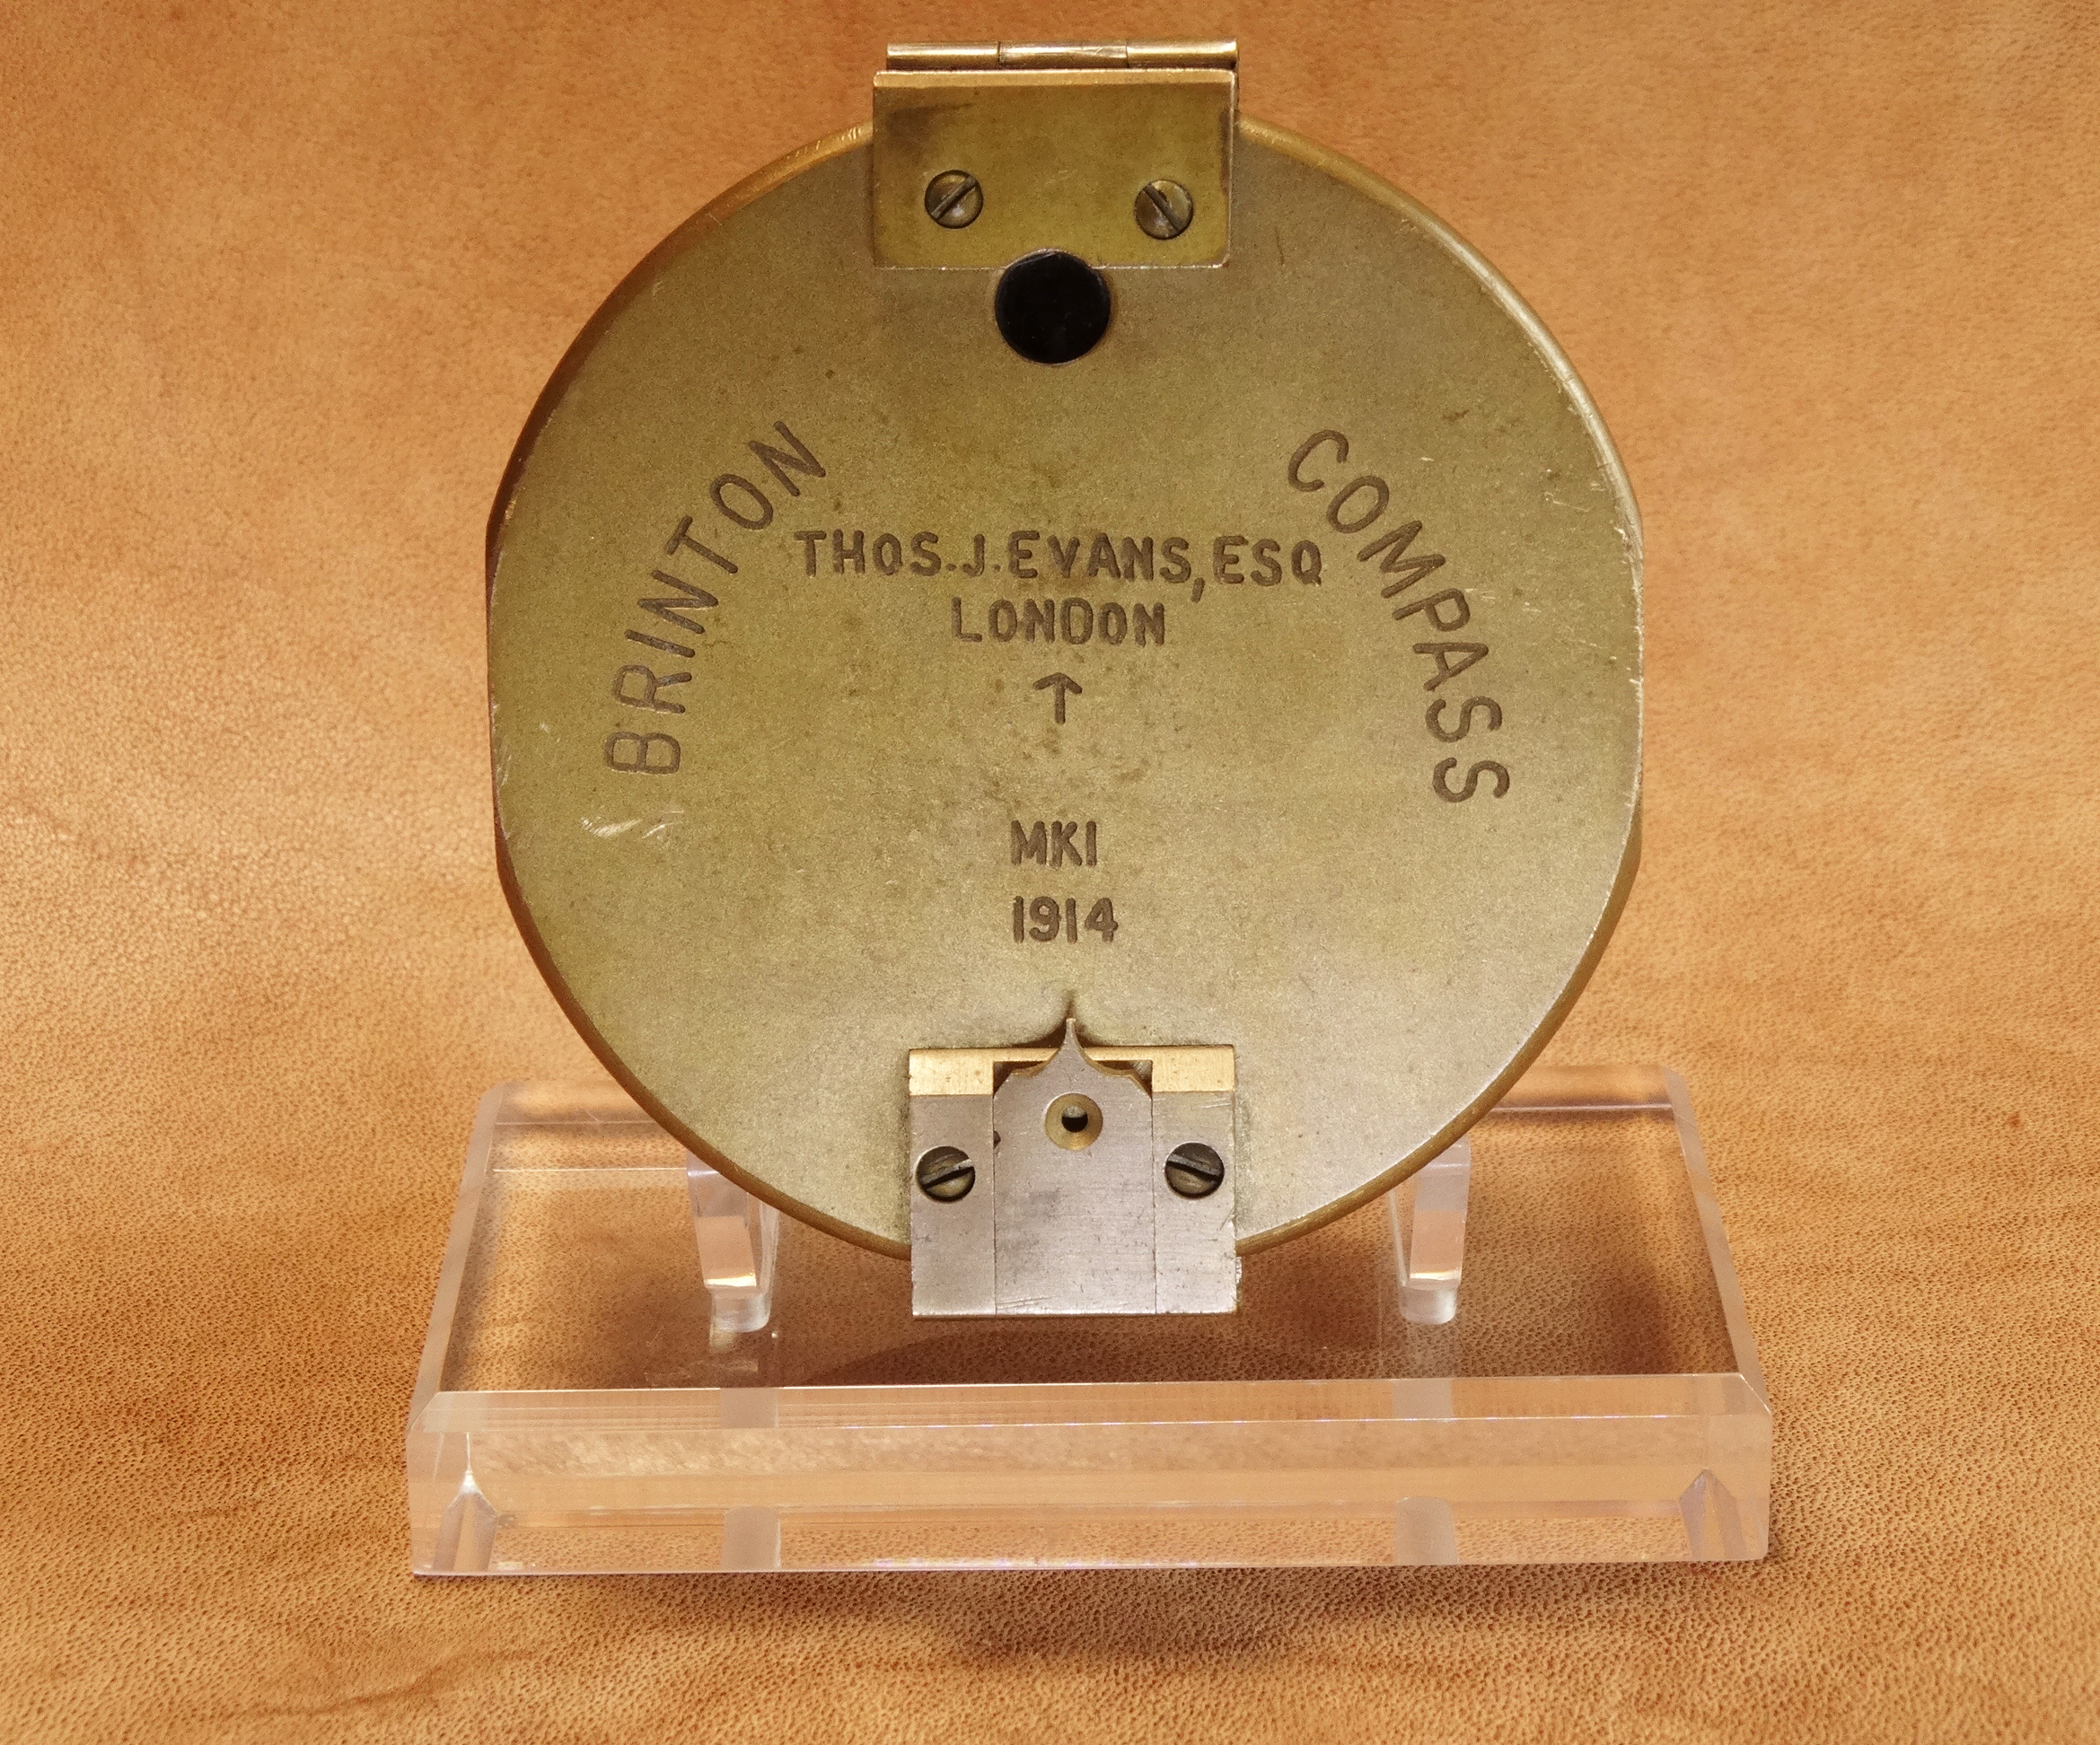 BRINTON COMPASS
THOS. J. EVANS, ESQ
LONDON
↑
MKI
1914